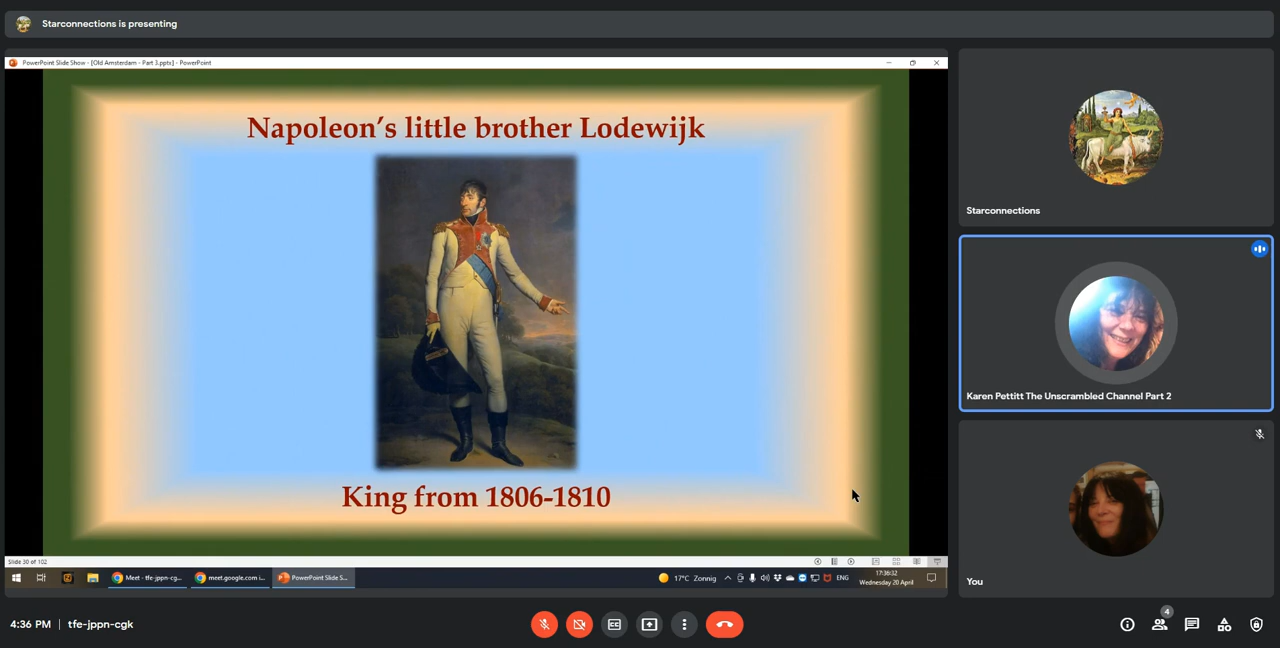 Starconnections is presenting
PowerPoint Slide Show - [Old Amsterdam - Part 3.pptx] - PowerPoint
Napoleon's little brother Lodewijk
King from 1806-1810
Starconnections
Karen Pettitt The Unscrambled Channel Part 2
You
Slide 30 of 102
Meet - tfe-jppn-cg...
meet.google.com i...
PowerPoint Slide S...
17°C Zonnig
ENG
17:36:32
Wednesday 20 April
4:36 PM | tfe-jppn-cgk
CC
4